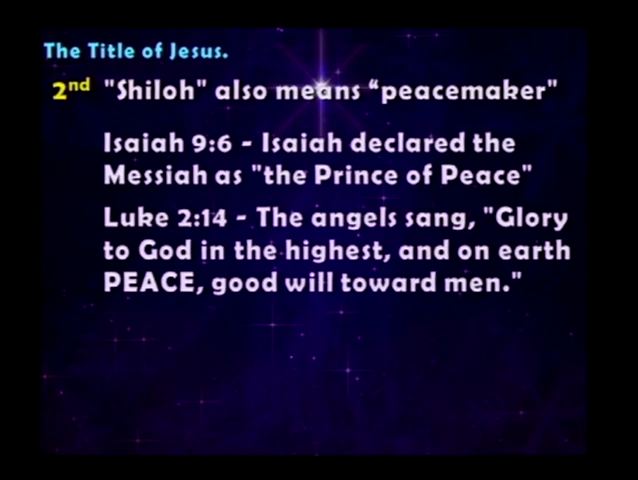 The Title of Jesus.
2nd "Shiloh" also means “peacemaker"
Isaiah 9:6 - Isaiah declared the
Messiah as "the Prince of Peace"
Luke 2:14 - The angels sang, "Glory
to God in the highest, and on earth
PEACE, good will toward men."